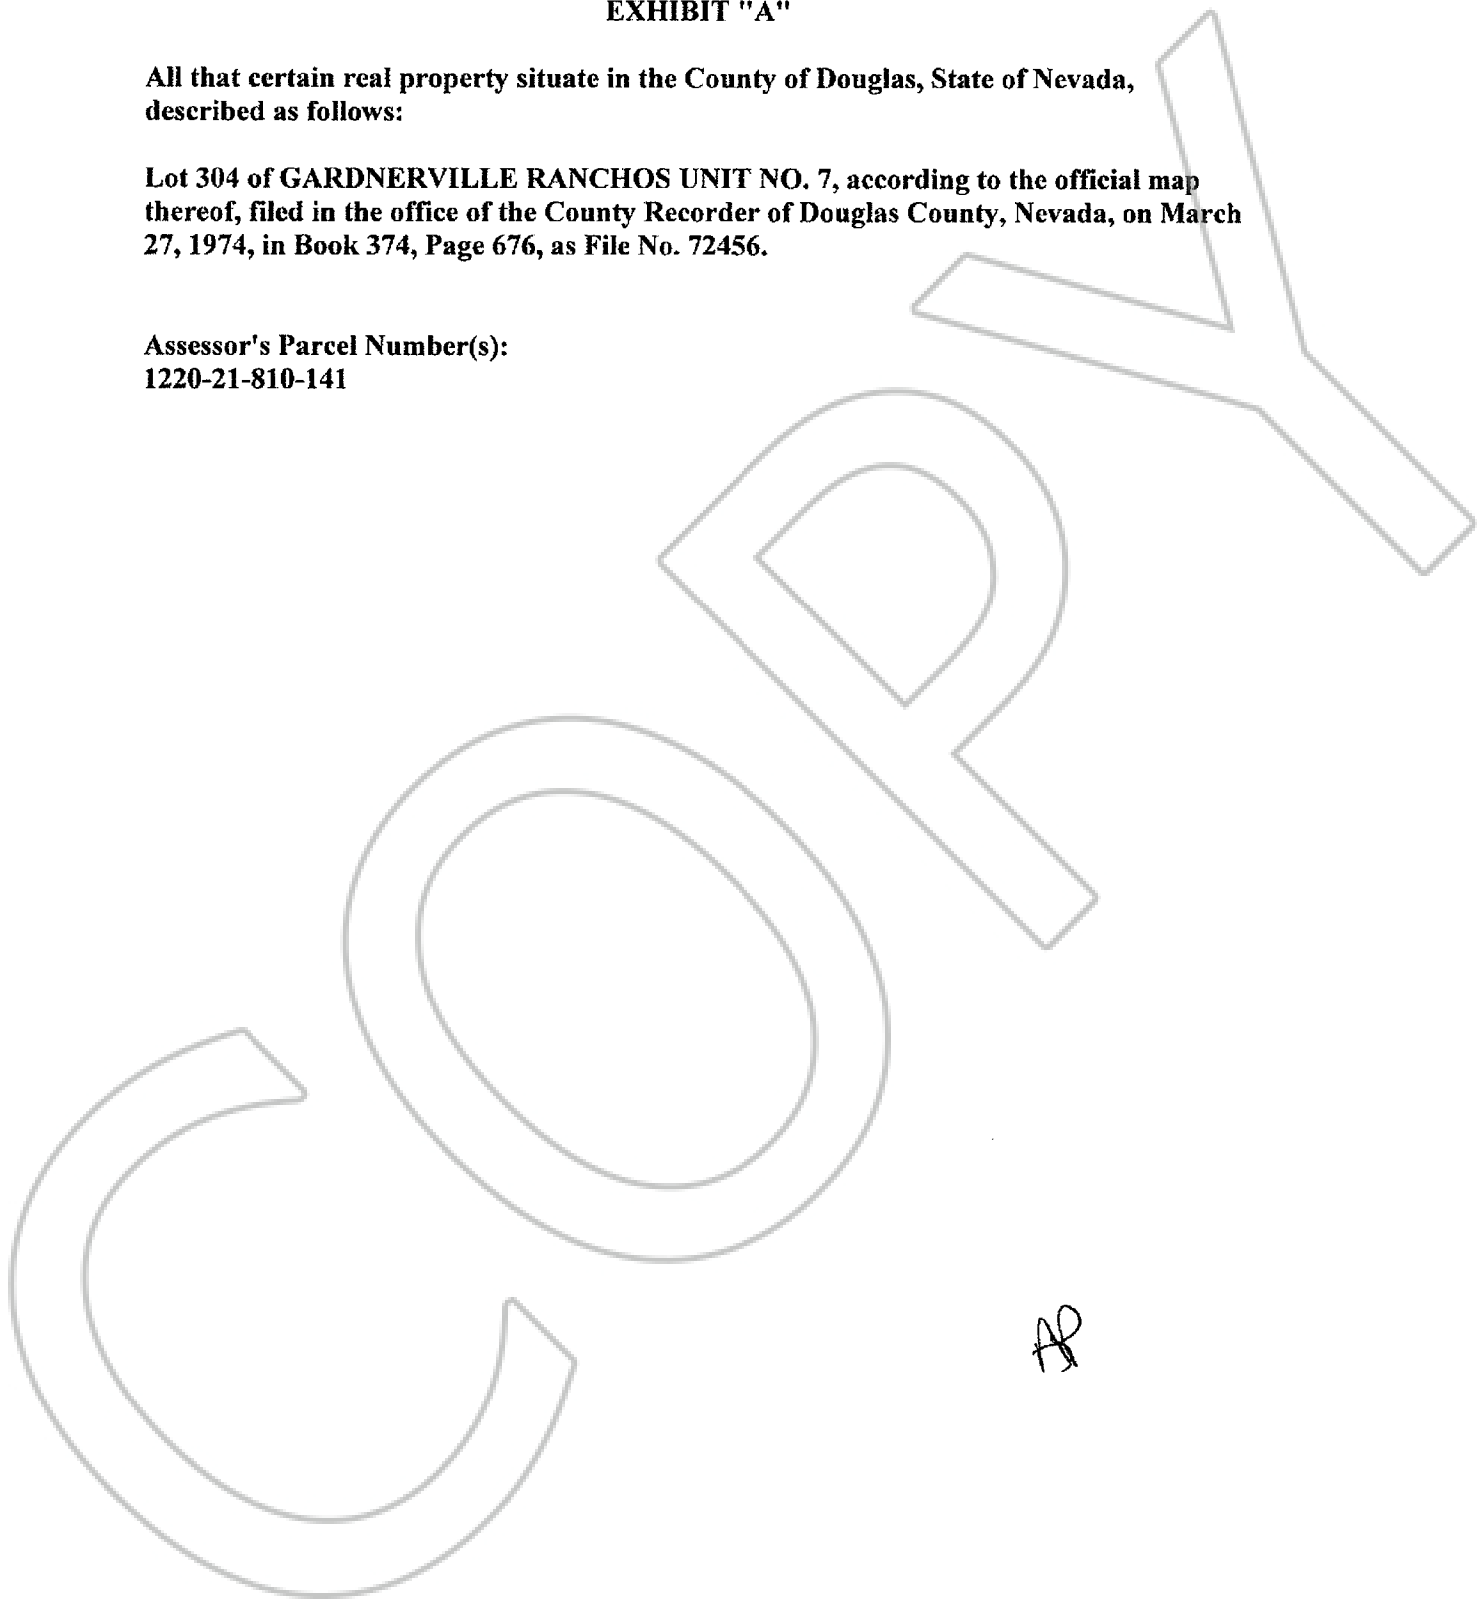 EXHIBIT "A"
All that certain real property situate in the County of Douglas, State of Nevada,
described as follows:
Lot 304 of GARDNERVILLE RANCHOS UNIT NO. 7, according to the official map
thereof, filed in the office of the County Recorder of Douglas County, Nevada, on March
27, 1974, in Book 374, Page 676, as File No. 72456.
Assessor's Parcel Number(s):
1220-21-810-141
COPY
AP